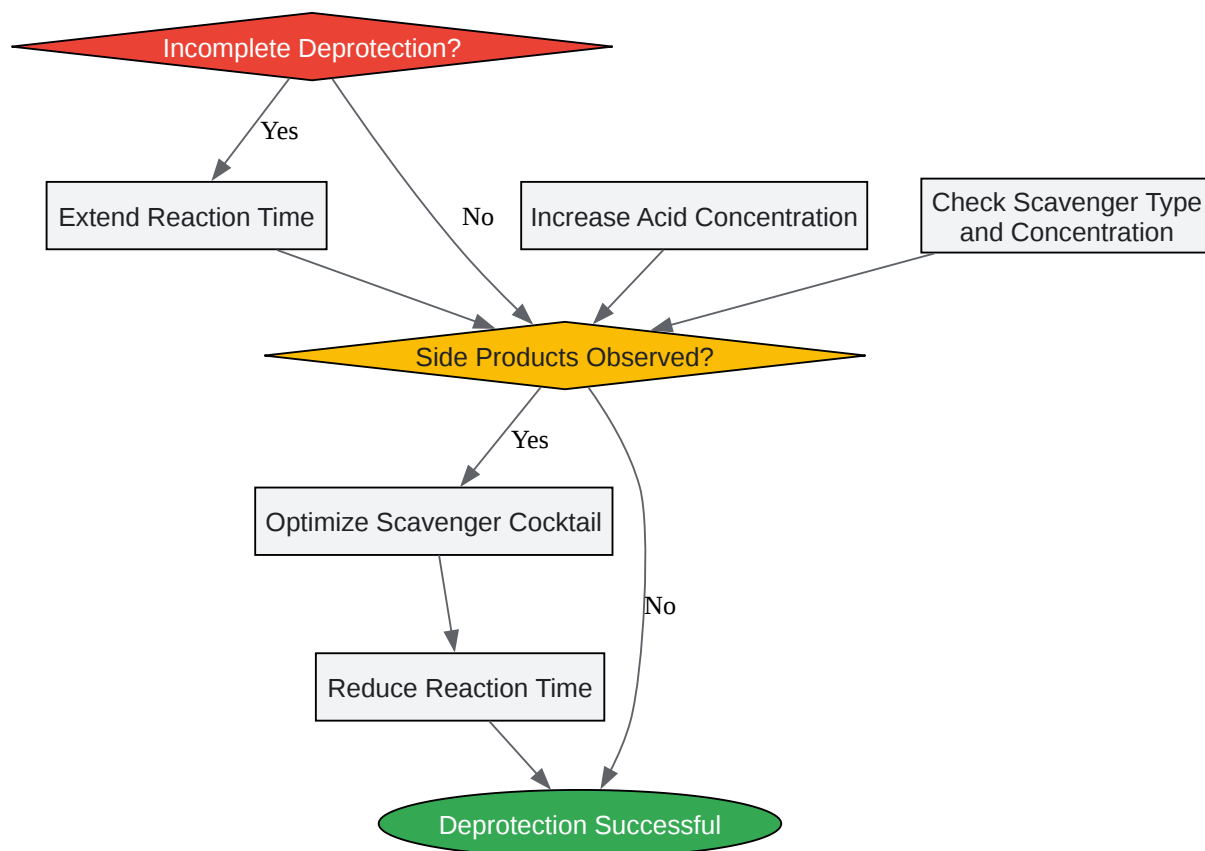 Incomplete Deprotection?
Yes
Extend Reaction Time
No
Increase Acid Concentration
Check Scavenger Type
and Concentration
Side Products Observed?
Yes
Optimize Scavenger Cocktail
No
Reduce Reaction Time
Deprotection Successful